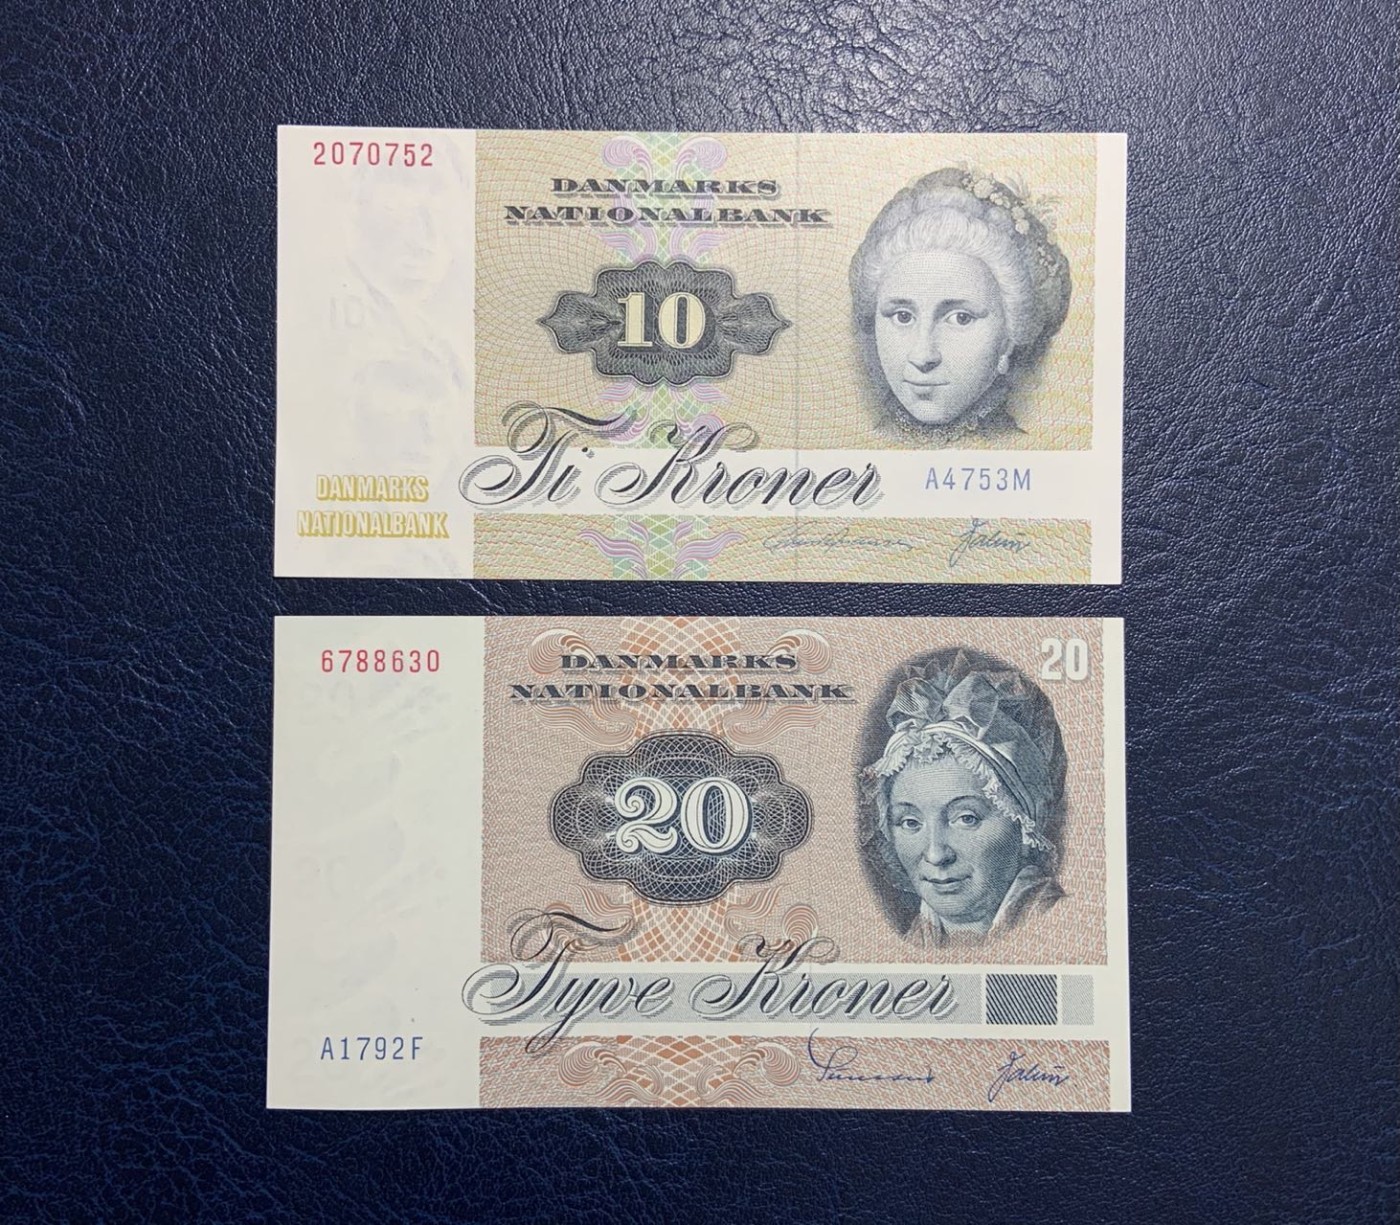 2070752
DANMARKS
NATIONALBANK
10
Ti Kroner
A4753M
DANMARKS
NATIONALBANK
6788630
DANMARKS
NATIONALBANK
20
20
Tyve Kroner
A1792F